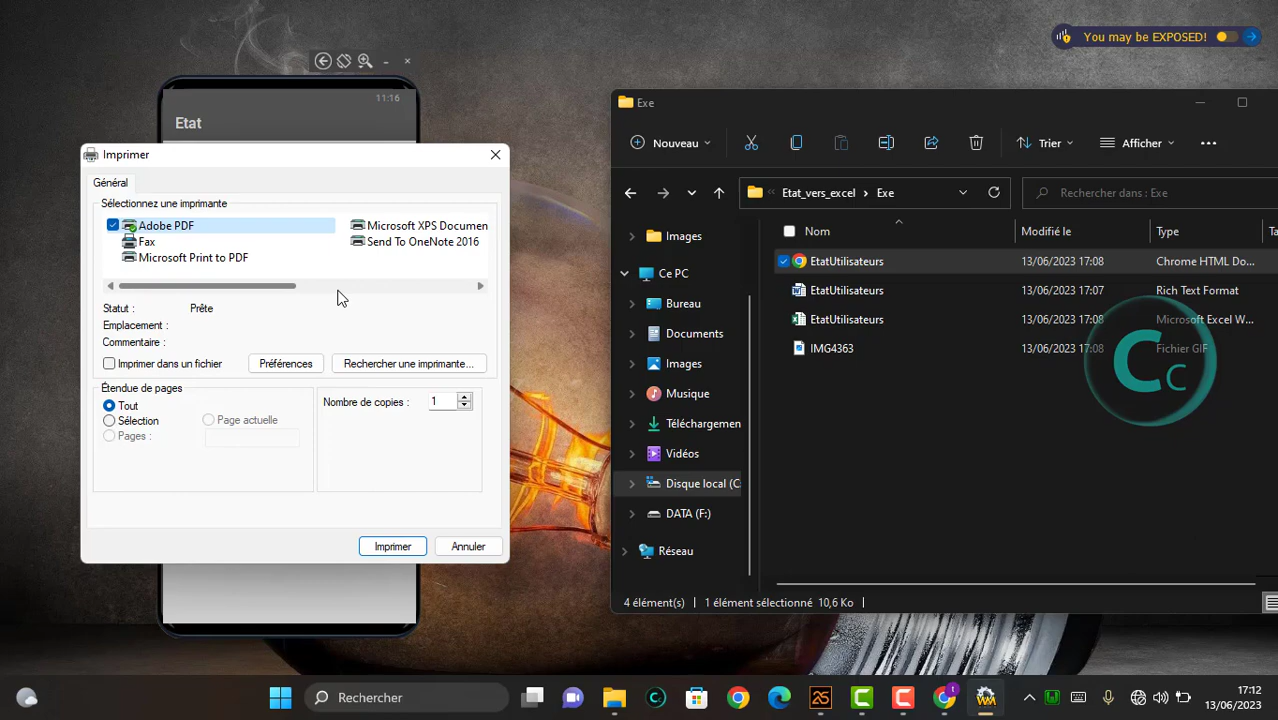 You may be EXPOSED!
11:16
Etat
Imprimer
Général
Sélectionnez une imprimante
Adobe PDF
Microsoft XPS Documen
Fax
Send To OneNote 2016
Microsoft Print to PDF
Statut : Prête
Emplacement :
Commentaire :
Imprimer dans un fichier
Préférences
Rechercher une imprimante...
Étendue de pages
Tout
Sélection
Page actuelle
Pages :
Nombre de copies : 1
Imprimer
Annuler
Exe
Nouveau
Trier
Afficher
Etat_vers_excel > Exe
Rechercher dans : Exe
Images
Ce PC
Bureau
Documents
Images
Musique
Téléchargemen
Vidéos
Disque local (C
DATA (F:)
Réseau
Nom Modifié le Type Ta
EtatUtilisateurs 13/06/2023 17:08 Chrome HTML Do...
EtatUtilisateurs 13/06/2023 17:07 Rich Text Format
EtatUtilisateurs 13/06/2023 17:08 Microsoft Excel W...
IMG4363 13/06/2023 17:08 Fichier GIF
Cc
4 élément(s) 1 élément sélectionné 10,6 Ko
Rechercher
17:12
13/06/2023